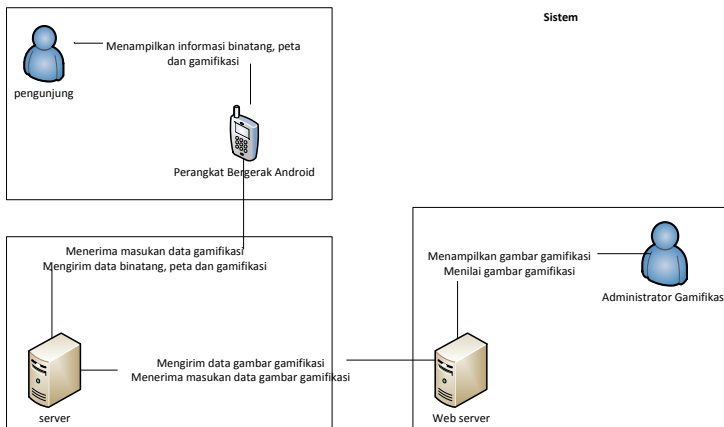 Sistem
Menampilkan informasi binatang, peta
dan gamifikasi
pengunjung
Perangkat Bergerak Android
Menerima masukan data gamifikasi
Mengirim data binatang, peta dan gamifikasi
server
Mengirim data gambar gamifikasi
Menerima masukan data gambar gamifikasi
Menampilkan gambar gamifikasi
Menilai gambar gamifikasi
Administrator Gamifikas
Web server